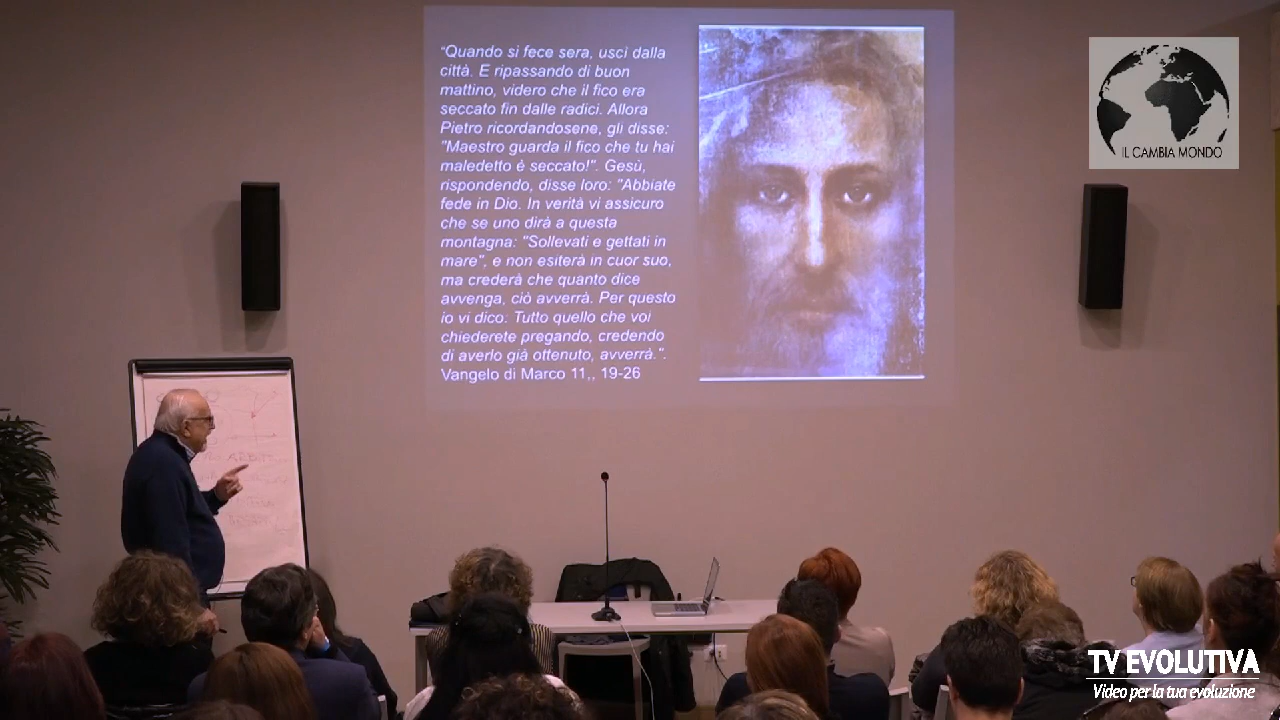 "Quando si fece sera, usci dalla
città. E ripassando di buon
mattino, videro che il fico era
seccato fin dalle radici. Allora
Pietro ricordandosene, gli disse:
"Maestro guarda il fico che tu hai
maledetto é seccato!". Gesù,
rispondendo, disse loro: "Abbiate
fede in Dio. In verità vi assicuro
che se uno dirà a questa
montagna: "Sollevati e gettati in
mare", e non esiterà in cuor suo,
ma crederà che quanto dice
avvenga, ciò avverrà. Per questo
io vi dico: Tutto quello che voi
chiederete pregando, credendo
di averlo già ottenuto, avverrà.".
Vangelo di Marco 11,, 19-26
IL CAMBIA MONDO
TV EVOLUTIVA
Video per la tua evoluzione